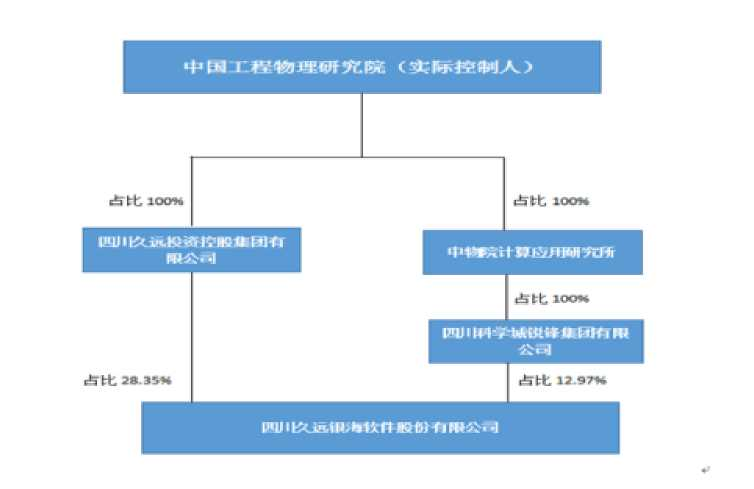 中国工程物理研究院（实际控制人）
占比 100%
占比 100%
四川久远投资控股集团有
限公司
中物院计算应用研究所
占比 100%
四川科学城锐锋集团有限
公司
占比 28.35%
占比 12.97%
四川久远银海软件股份有限公司